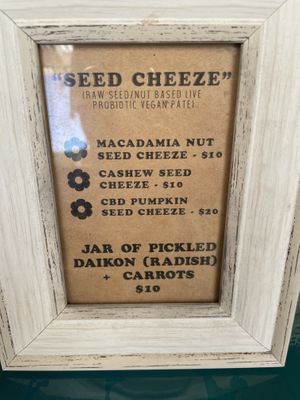 "SEED CHEEZE"
(RAW SEED/NUT BASED LIVE
PROBIOTIC VEGAN PATE)
MACADAMIA NUT
SEED CHEEZE - $10
CASHEW SEED
CHEEZE - $10
CBD PUMPKIN
SEED CHEEZE - $20
JAR OF PICKLED
DAIKON (RADISH)
+ CARROTS
$10